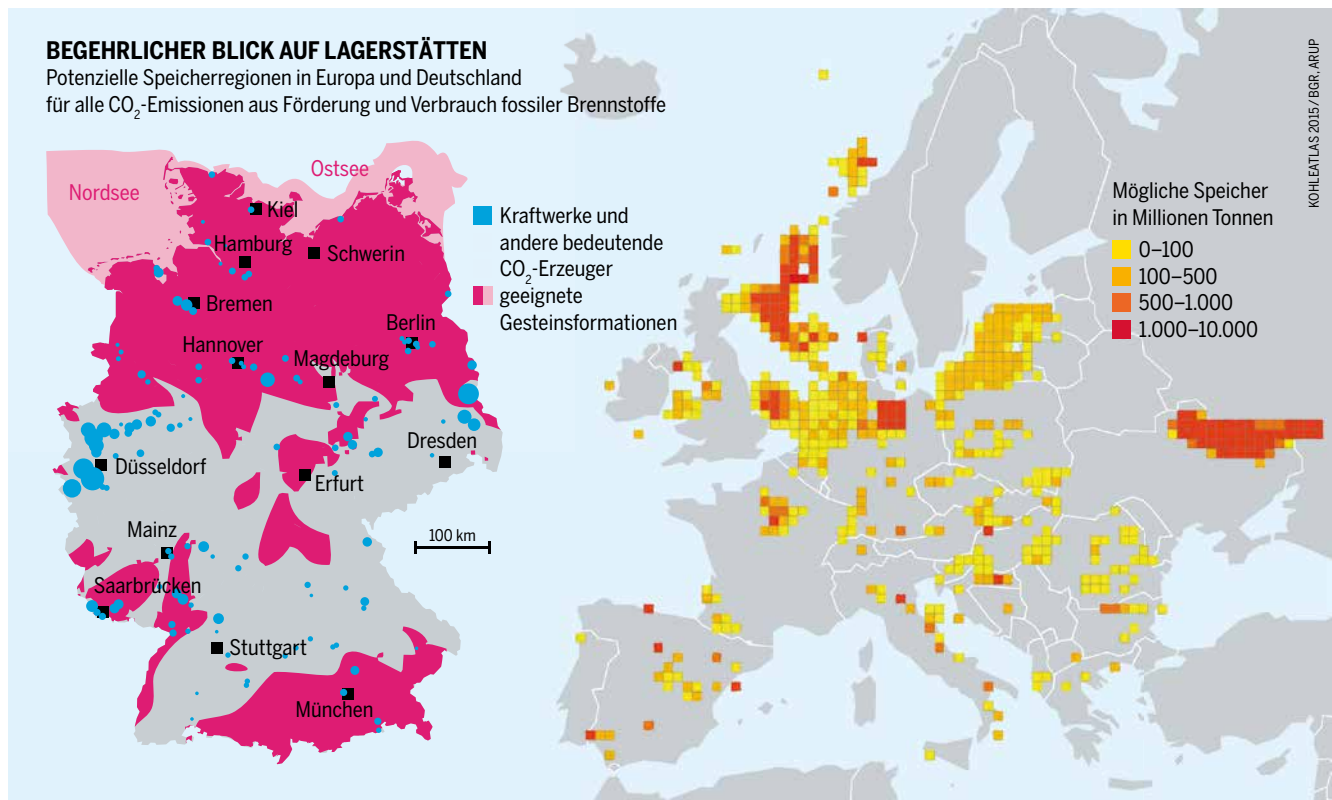 BEGEHRLICHER BLICK AUF LAGERSTÄTTEN
Potenzielle Speicherregionen in Europa und Deutschland
für alle CO₂-Emissionen aus Förderung und Verbrauch fossiler Brennstoffe
Nordsee
Ostsee
Kiel
Hamburg
Schwerin
Bremen
Berlin
Hannover
Magdeburg
Dresden
Düsseldorf
Erfurt
Mainz
100 km
Saarbrücken
Stuttgart
München
Kraftwerke und
andere bedeutende
CO₂-Erzeuger
geeignete
Gesteinsformationen
Mögliche Speicher
in Millionen Tonnen
0–100
100–500
500–1.000
1.000–10.000
KOHLEATLAS 2015 / BGR, ARUP